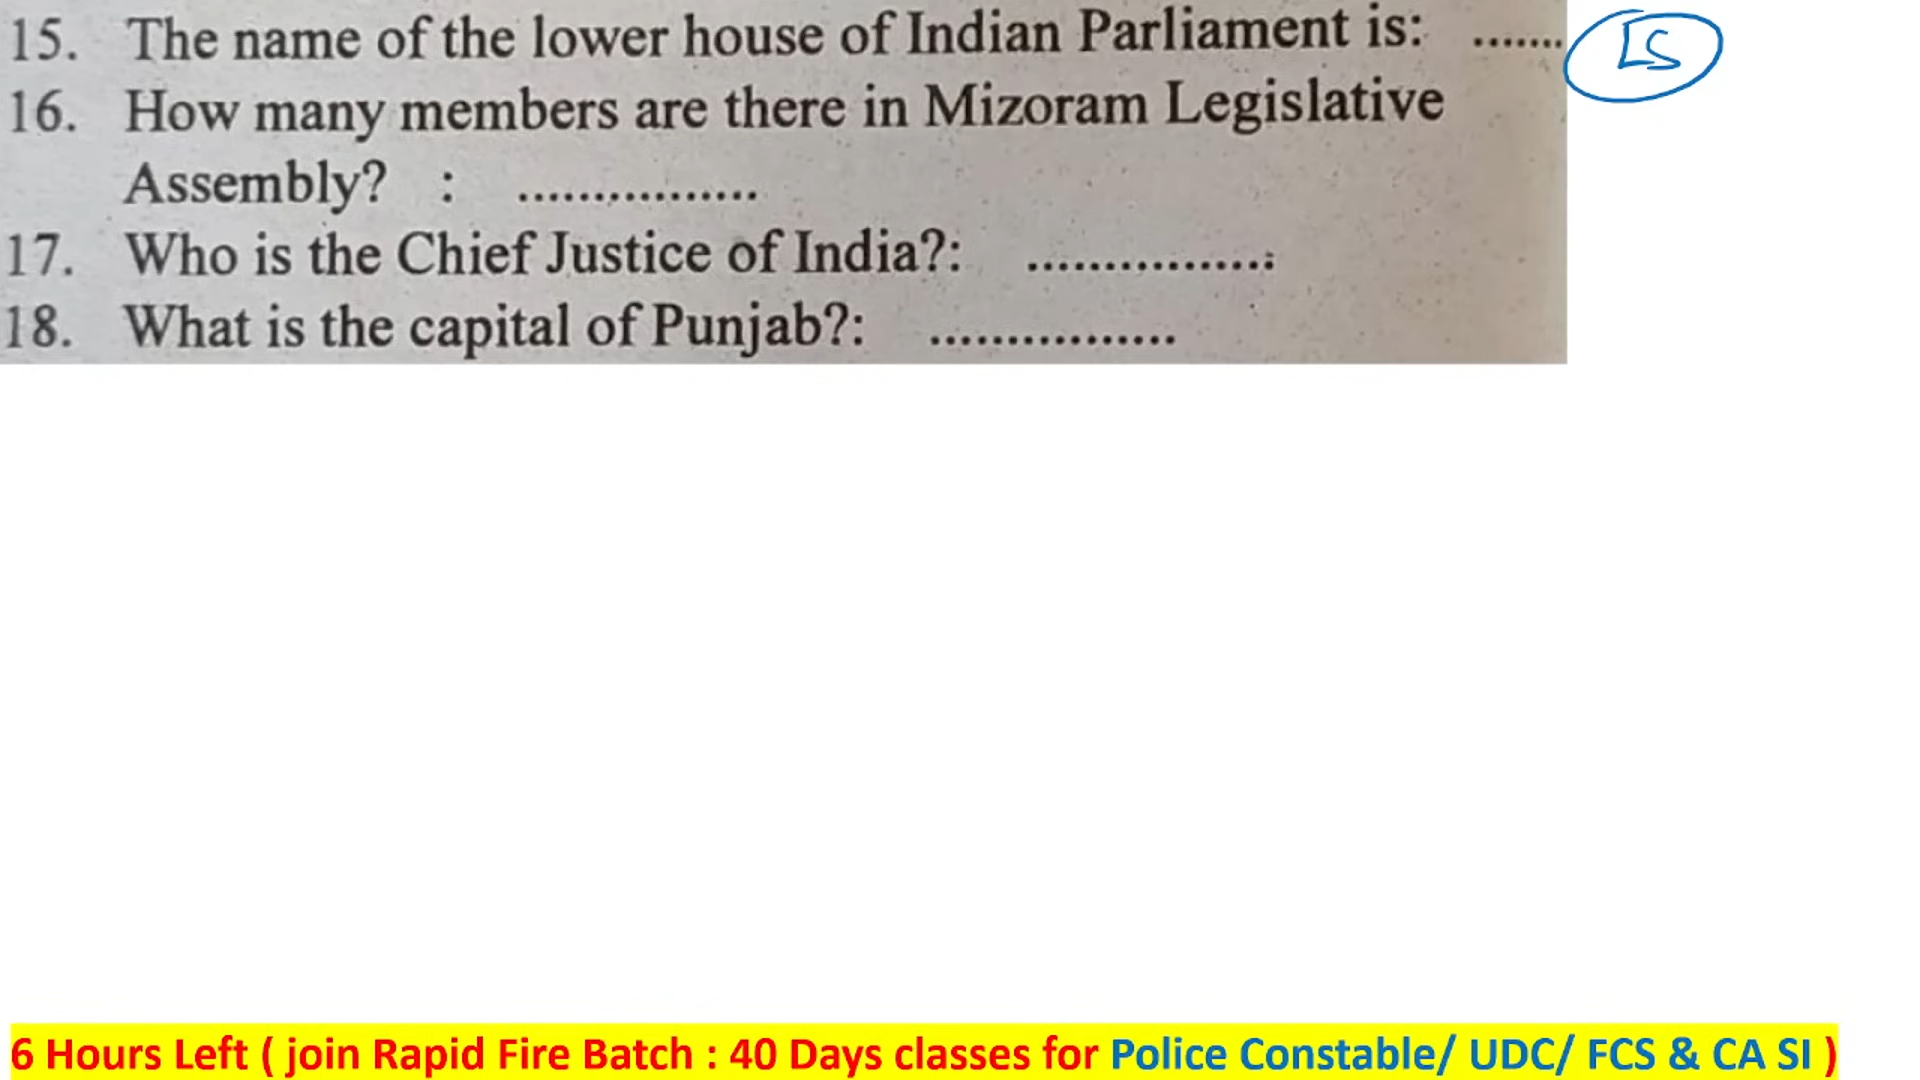 15. The name of the lower house of Indian Parliament is: ....... LS
16. How many members are there in Mizoram Legislative
Assembly? : ................
17. Who is the Chief Justice of India?: ................:
18. What is the capital of Punjab?: ................
6 Hours Left ( join Rapid Fire Batch : 40 Days classes for Police Constable/ UDC/ FCS & CA SI )